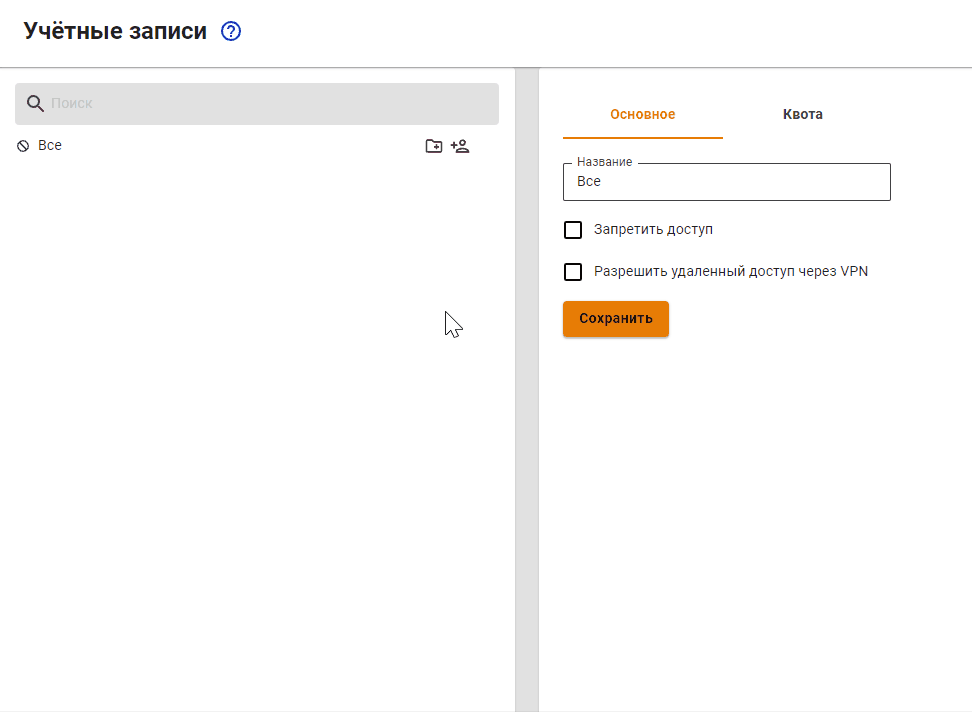 Учётные записи
Поиск
Все
Основное
Квота
Название
Все
Запретить доступ
Разрешить удаленный доступ через VPN
Сохранить